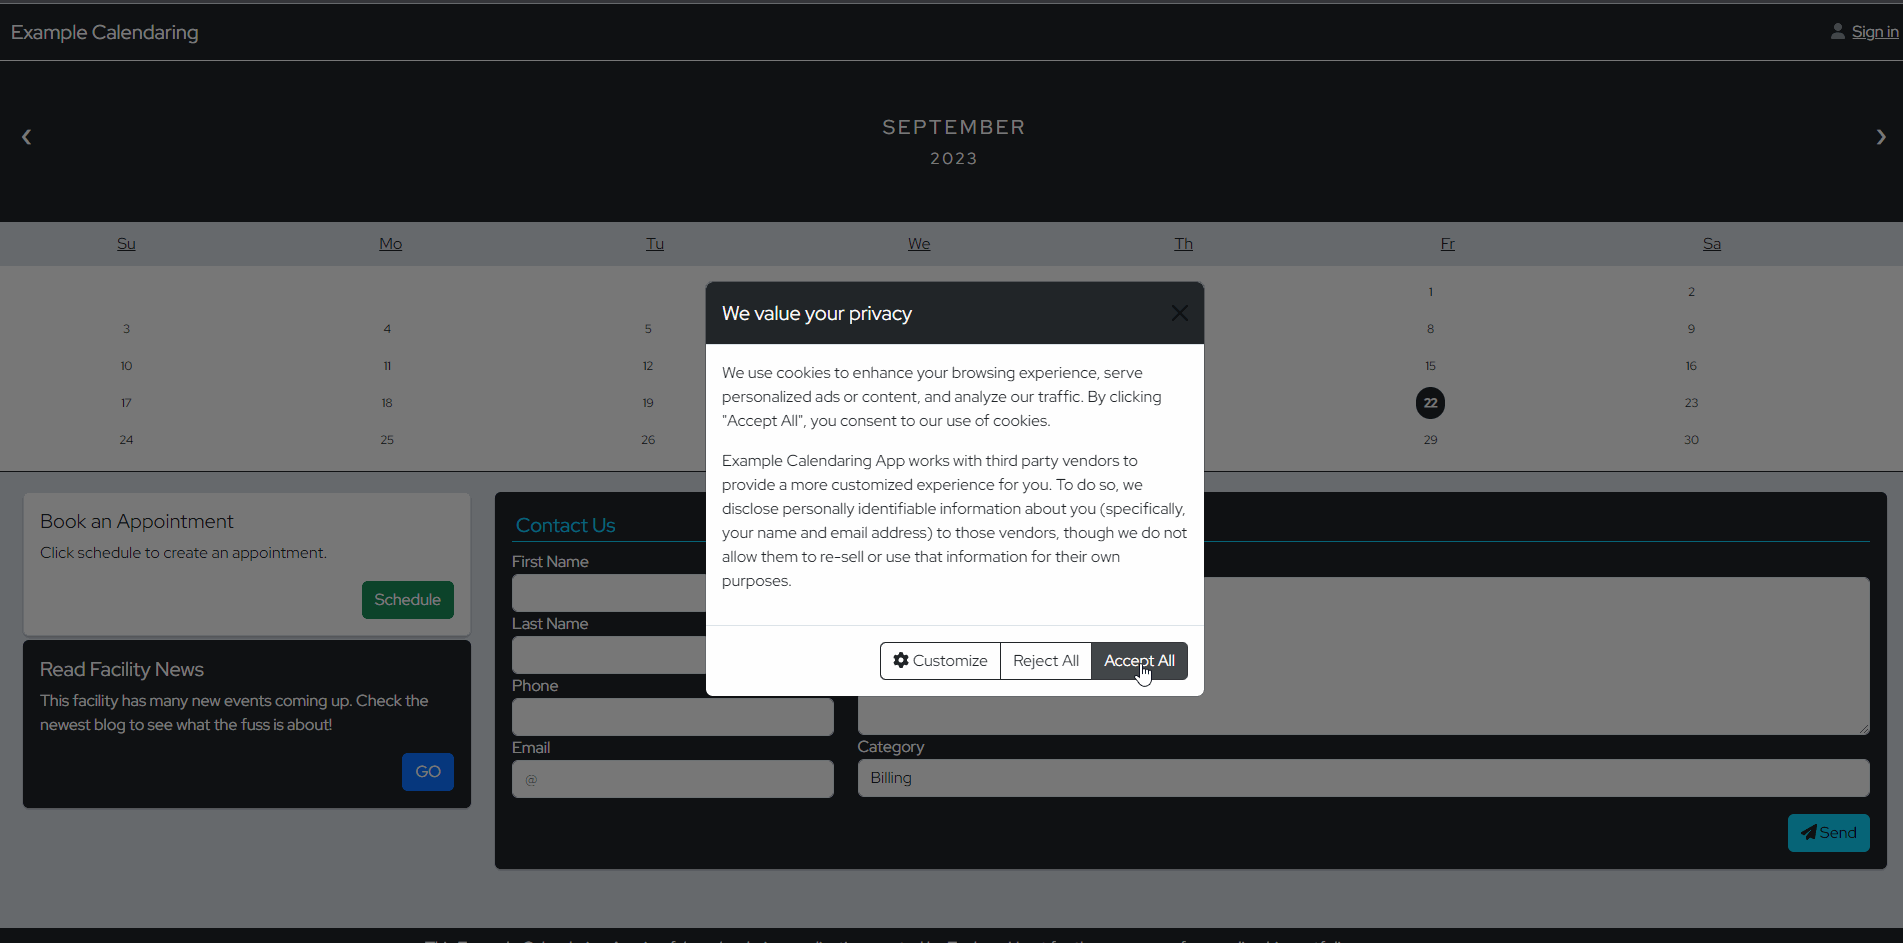 Example Calendaring
Sign in
SEPTEMBER
2023
Su Mo Tu We Th Fr Sa
1 2
3 4 5 8 9
10 11 12 15 16
17 18 19 22 23
24 25 26 29 30
We value your privacy
We use cookies to enhance your browsing experience, serve
personalized ads or content, and analyze our traffic. By clicking
"Accept All", you consent to our use of cookies.
Example Calendaring App works with third party vendors to
provide a more customized experience for you. To do so, we
disclose personally identifiable information about you (specifically,
your name and email address) to those vendors, though we do not
allow them to re-sell or use that information for their own
purposes.
Customize Reject All Accept All
Book an Appointment
Click schedule to create an appointment.
Schedule
Read Facility News
This facility has many new events coming up. Check the
newest blog to see what the fuss is about!
GO
Contact Us
First Name
Last Name
Phone
Email
@
Category
Billing
Send